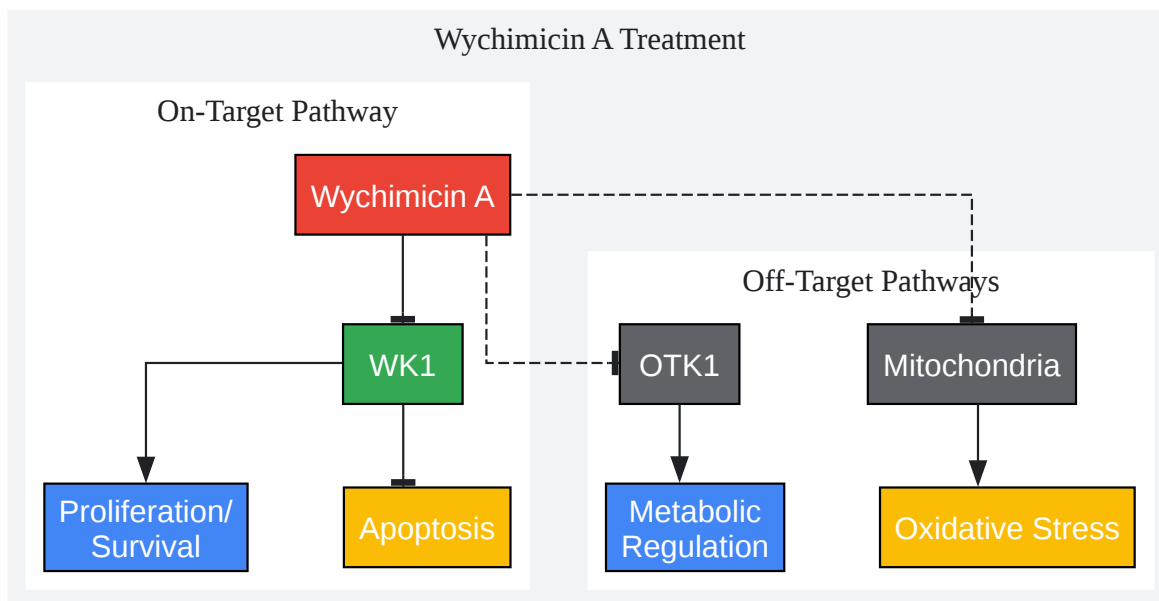 Wychimicin A Treatment
On-Target Pathway
Wychimicin A
Off-Target Pathways
WK1
OTK1
Mitochondria
Proliferation/
Survival
Apoptosis
Metabolic
Regulation
Oxidative Stress